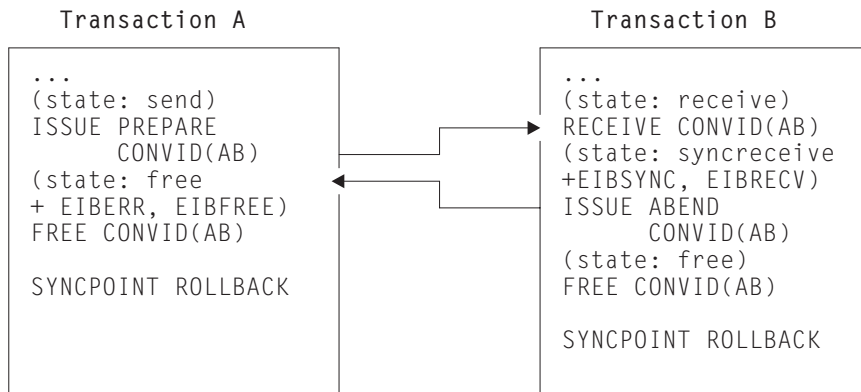 Transaction A
...
(state: send)
ISSUE PREPARE
CONVID(AB)
(state: free
+ EIBERR, EIBFREE)
FREE CONVID(AB)
SYNCPOINT ROLLBACK
Transaction B
...
(state: receive)
RECEIVE CONVID(AB)
(state: syncreceive
+EIBSYNC, EIBRECV)
ISSUE ABEND
CONVID(AB)
(state: free)
FREE CONVID(AB)
SYNCPOINT ROLLBACK